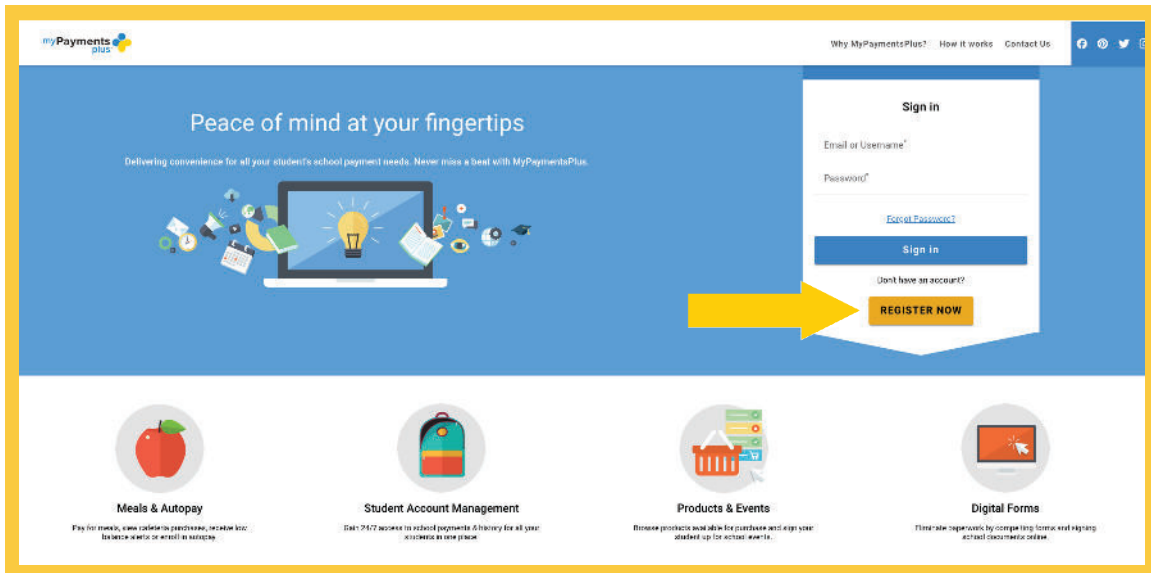 myPayments
plus
Why MyPaymentsPlus? How it works Contact Us
Sign in
Peace of mind at your fingertips
Email or Username*
Delivering convenience for all your student's school payment needs. Never miss a beat with MyPaymentsPlus.
Password*
Forgot Password?
Sign in
Don't have an account?
REGISTER NOW
Meals & Autopay
Pay for meals, view cafeteria purchases, receive low
balance alerts or enroll in autopay.
Student Account Management
Gain 24/7 access to school payments & history for all your
students in one place
Products & Events
Browse products available for purchase and sign your
student up for school events.
Digital Forms
Eliminate paperwork by completing forms and signing
school documents online.